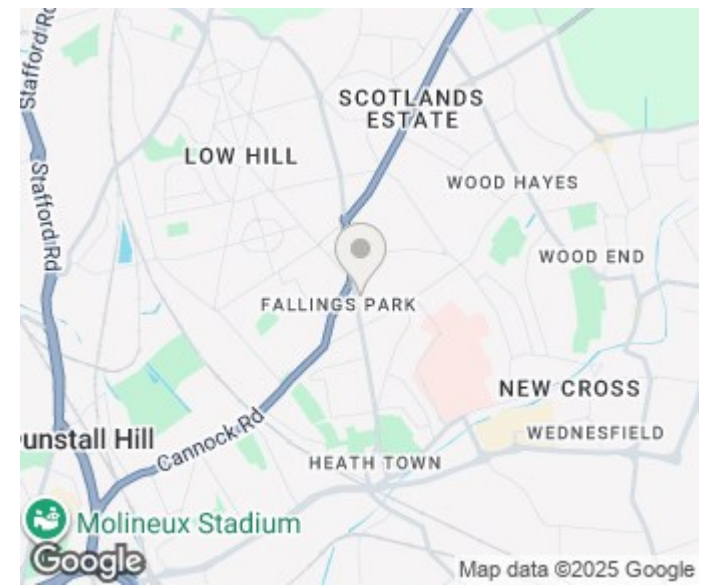 Stafford Rd
Stafford Rd
SCOTLANDS
ESTATE
LOW HILL
WOOD HAYES
WOOD END
FALLINGS PARK
NEW CROSS
unstall Hill
Cannock Rd
WEDNESFIELD
HEATH TOWN
Molineux Stadium
Google
Map data ©2025 Google